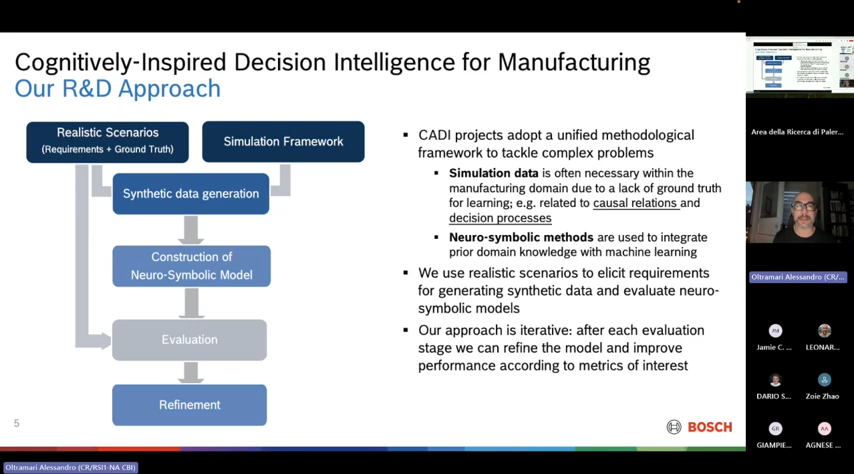 Cognitively-Inspired Decision Intelligence for Manufacturing
Our R&D Approach
Realistic Scenarios
(Requirements + Ground Truth)
Simulation Framework
Synthetic data generation
Construction of
Neuro-Symbolic Model
Evaluation
Refinement
▪ CADI projects adopt a unified methodological
framework to tackle complex problems
▪ Simulation data is often necessary within the
manufacturing domain due to a lack of ground truth
for learning; e.g. related to causal relations and
decision processes
▪ Neuro-symbolic methods are used to integrate
prior domain knowledge with machine learning
▪ We use realistic scenarios to elicit requirements
for generating synthetic data and evaluate neuro-
symbolic models
▪ Our approach is iterative: after each evaluation
stage we can refine the model and improve
performance according to metrics of interest
5
BOSCH
Oltramari Alessandro (CR/RSI1-NA CBI)
Area della Ricerca di Paler...
Oltramari Alessandro (CR/...
Jamie C. ...
LEONAR...
DARIO S...
Zoie Zhao
GR
AA
GIAMPIE...
AGNESE ...